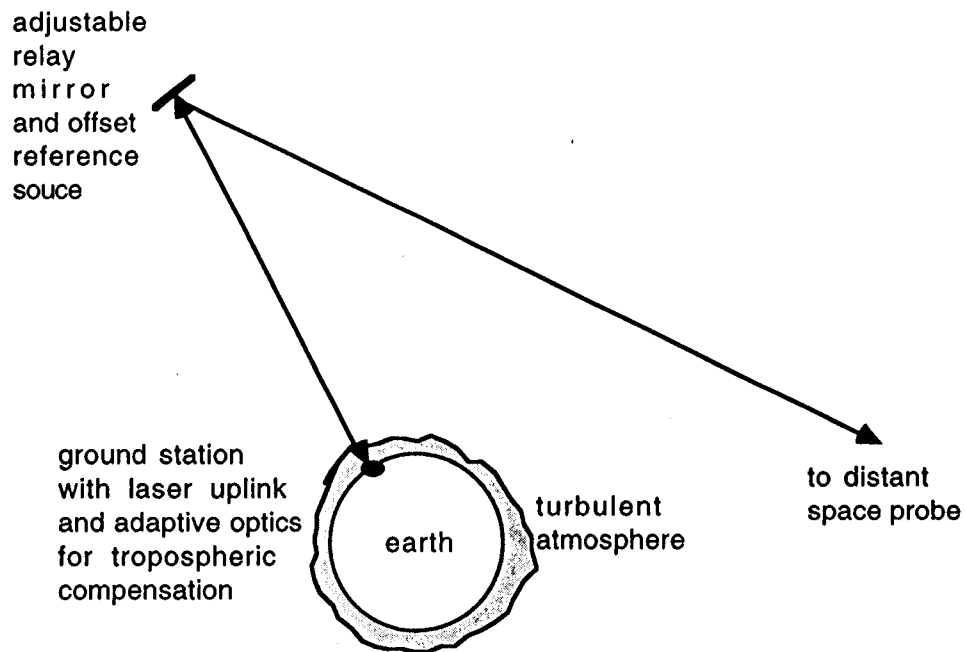 adjustable
relay
mirror
and offset
reference
souce
ground station
with laser uplink
and adaptive optics
for tropospheric
compensation
earth
turbulent
atmosphere
to distant
space probe